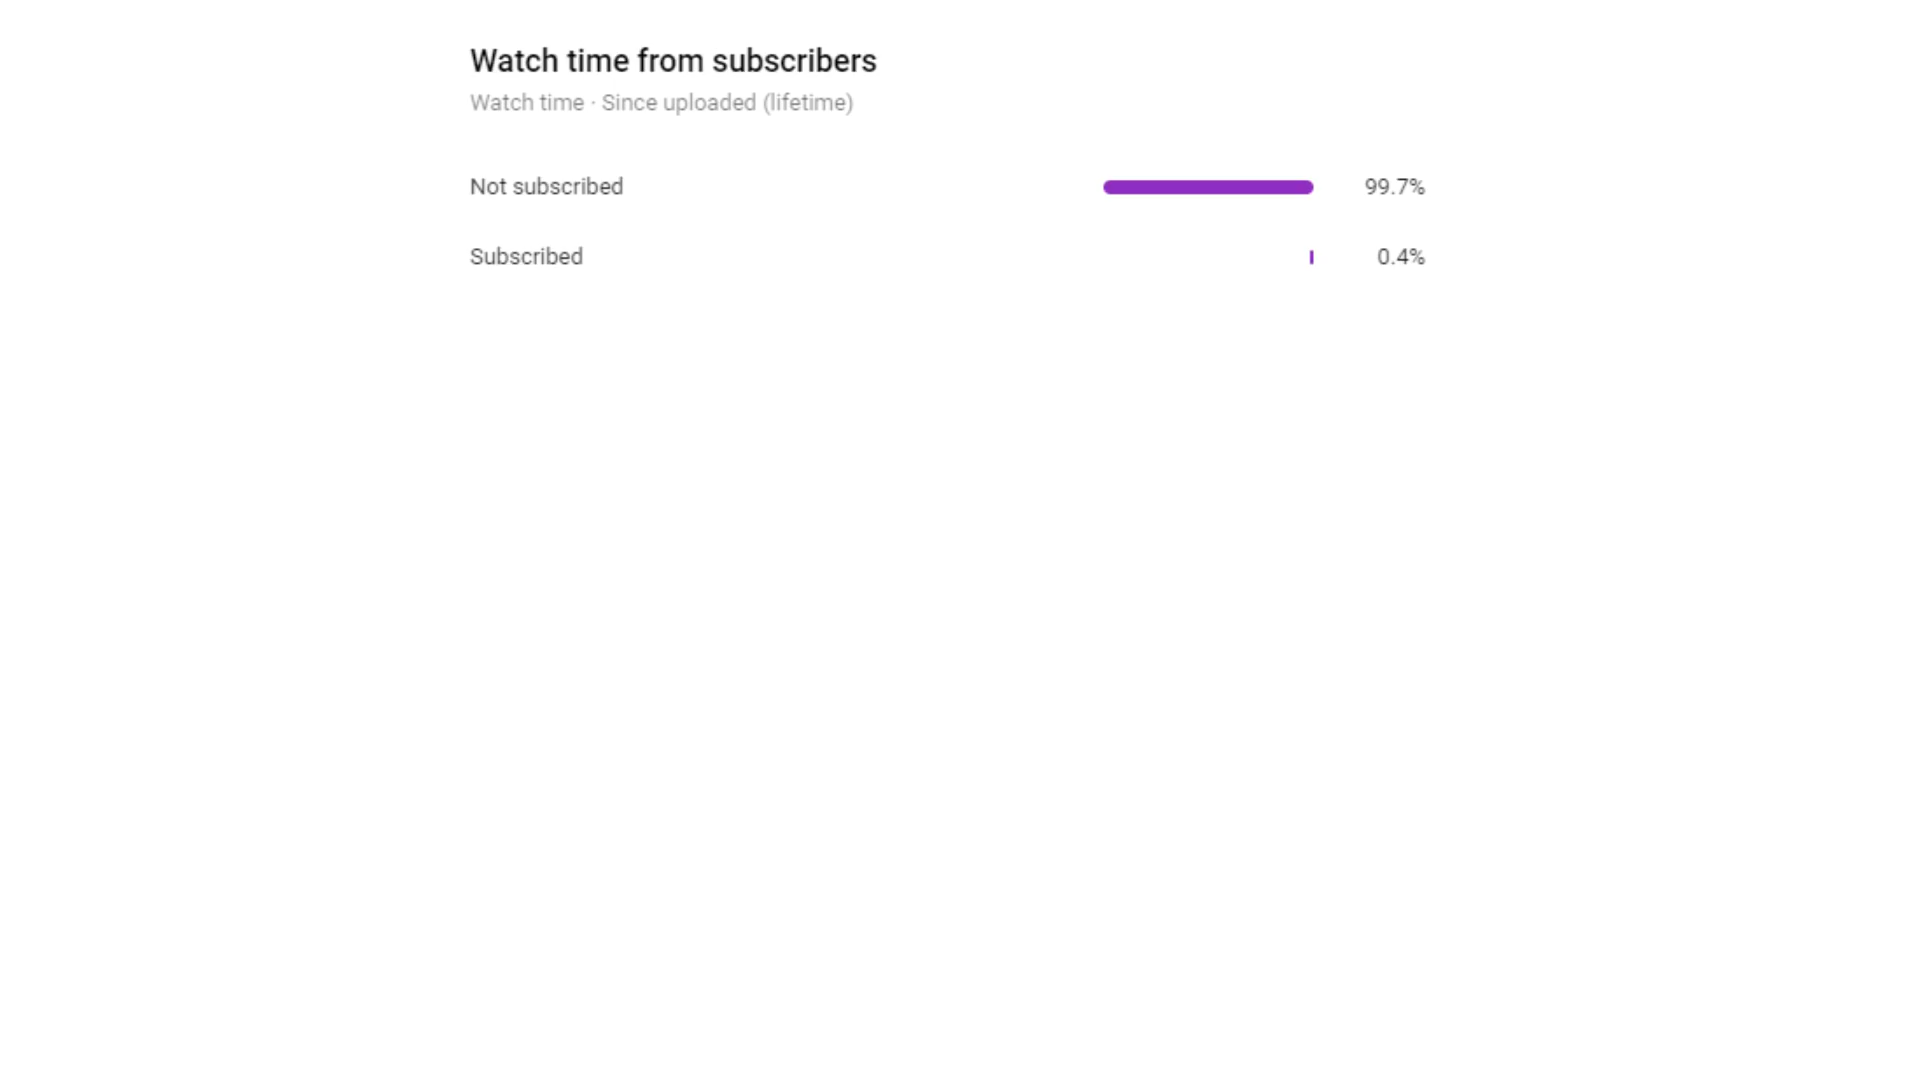 Watch time from subscribers
Watch time · Since uploaded (lifetime)
Not subscribed 99.7%
Subscribed 0.4%